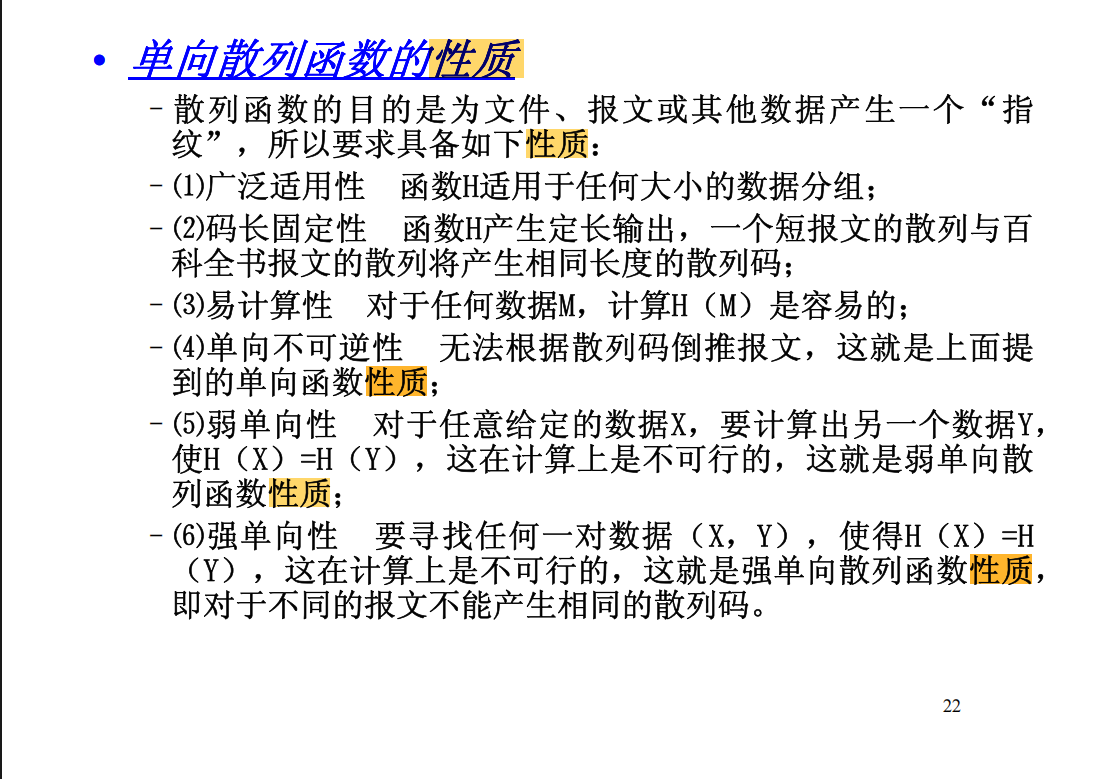 • 单向散列函数的性质
– 散列函数的目的是为文件、报文或其他数据产生一个“指
纹”，所以要求具备如下性质：
– ⑴广泛适用性　函数H适用于任何大小的数据分组；
– ⑵码长固定性　函数H产生定长输出，一个短报文的散列与百
科全书报文的散列将产生相同长度的散列码；
– ⑶易计算性　对于任何数据M，计算H（M）是容易的；
– ⑷单向不可逆性　无法根据散列码倒推报文，这就是上面提
到的单向函数性质；
– ⑸弱单向性　对于任意给定的数据X，要计算出另一个数据Y，
使H（X）=H（Y），这在计算上是不可行的，这就是弱单向散
列函数性质；
– ⑹强单向性　要寻找任何一对数据（X，Y），使得H（X）=H
（Y），这在计算上是不可行的，这就是强单向散列函数性质，
即对于不同的报文不能产生相同的散列码。
22